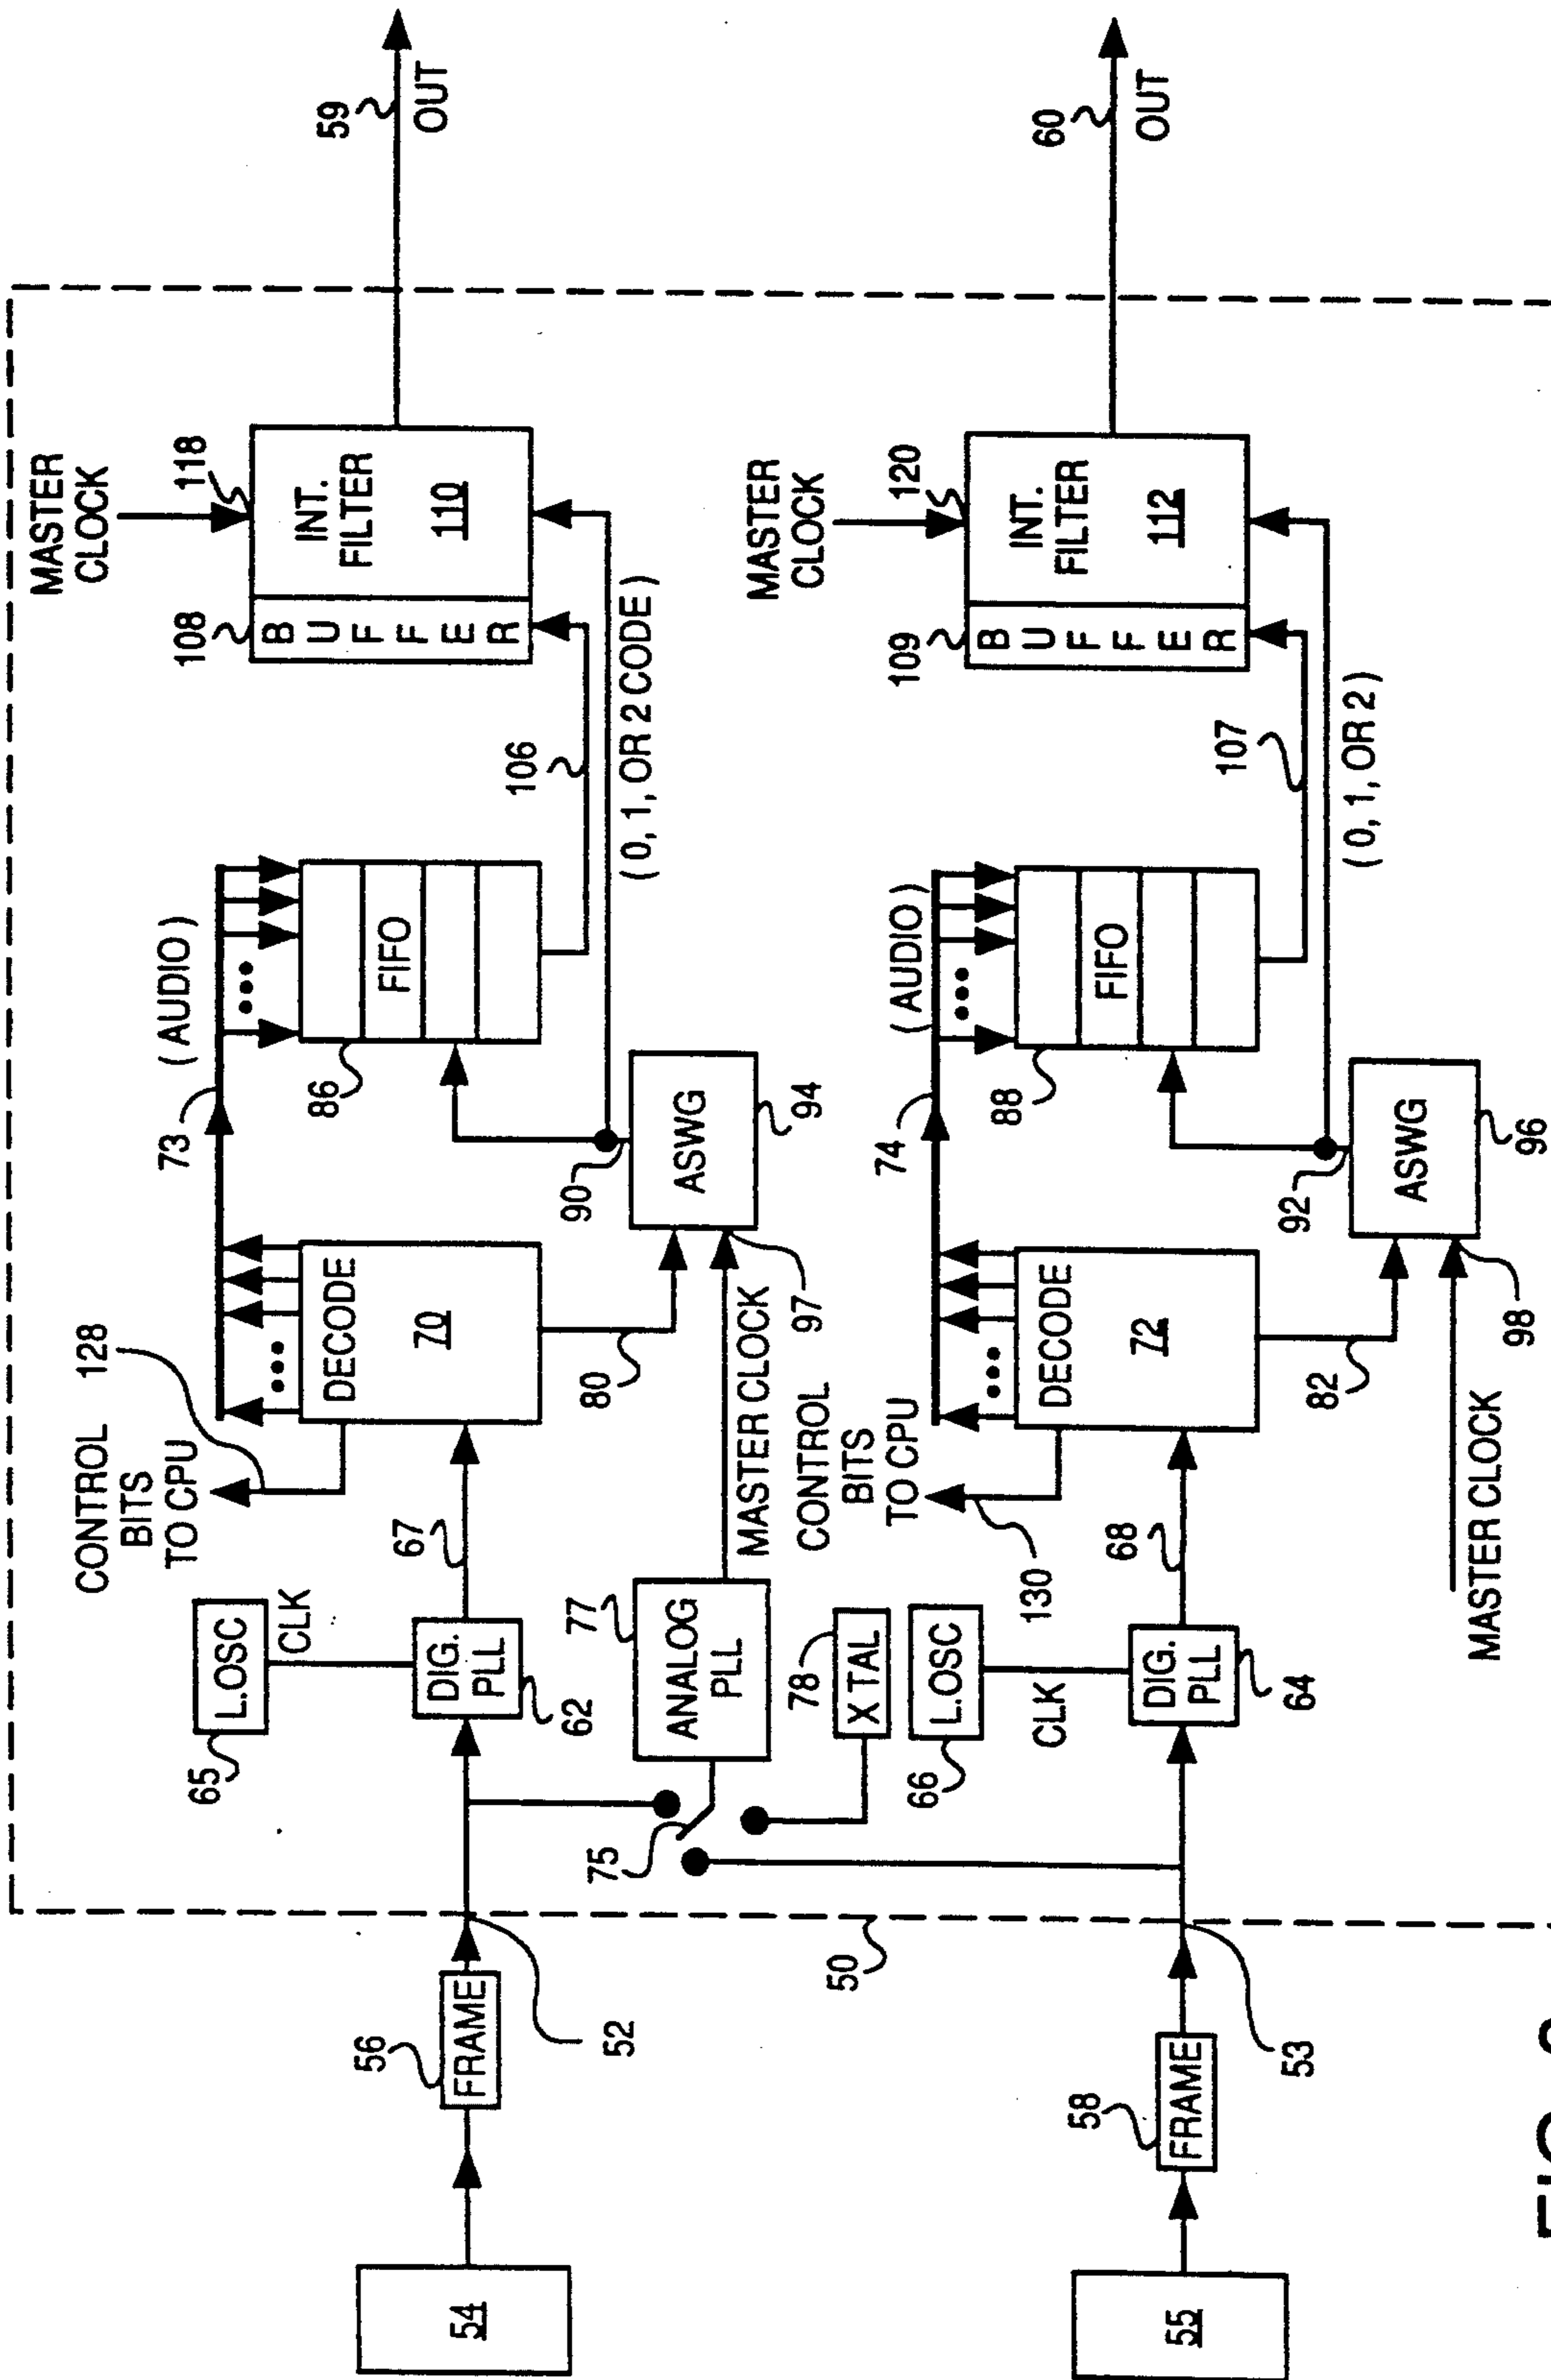 54
56
FRAME
52
50
65
L.OSC
CLK
DIG.
PLL
62
67
CONTROL
BITS
TO CPU
128
DECODE
70
80
73
( AUDIO )
86
FIFO
90
ASWG
94
97
75
77
ANALOG
PLL
MASTER CLOCK
78
X TAL
106
( 0, 1, OR 2 CODE )
108
BUFFER
INT.
FILTER
110
MASTER
CLOCK
118
59
OUT
55
58
FRAME
53
66
L.OSC
CLK
DIG.
PLL
64
68
CONTROL
BITS
TO CPU
130
DECODE
72
82
74
( AUDIO )
88
FIFO
92
ASWG
96
98
MASTER CLOCK
107
( 0, 1, OR 2 )
109
BUFFER
INT.
FILTER
112
MASTER
CLOCK
120
60
OUT